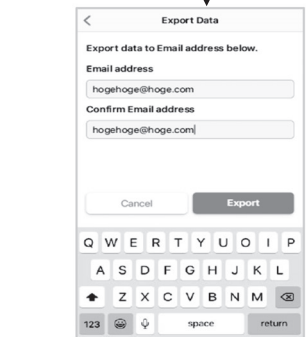 Export Data
Export data to Email address below.
Email address
hogehoge@hoge.com
Confirm Email address
hogehoge@hoge.com
Cancel Export
Q W E R T Y U O I P
A S D F G H J K L
Z X C V B N M
123 space return